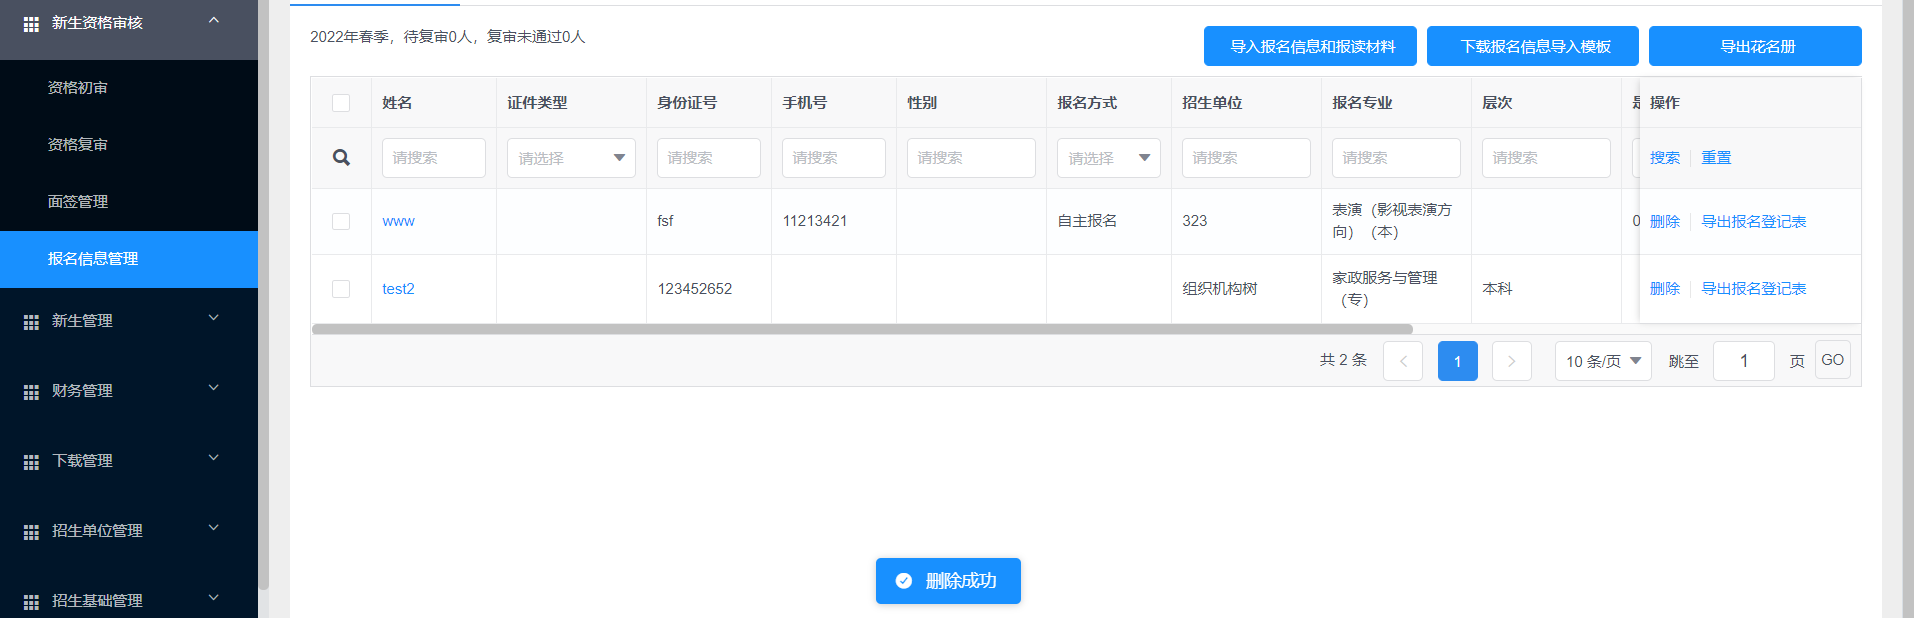 新生资格审核
资格初审
资格复审
面签管理
报名信息管理
新生管理
财务管理
下载管理
招生单位管理
招生基础管理
2022年春季，待复审0人，复审未通过0人
导入报名信息和报读材料 下载报名信息导入模板 导出花名册
姓名 证件类型 身份证号 手机号 性别 报名方式 招生单位 报名专业 层次 操作
请搜索 请选择 请搜索 请搜索 请搜索 请选择 请搜索 请搜索 请搜索 搜索 重置
www fsf 11213421 自主报名 323 表演（影视表演方 0 删除 导出报名登记表
向）（本）
test2 123452652 组织机构树 家政服务与管理 本科 删除 导出报名登记表
（专）
共 2 条 < 1 > 10 条/页 跳至 1 页 GO
删除成功